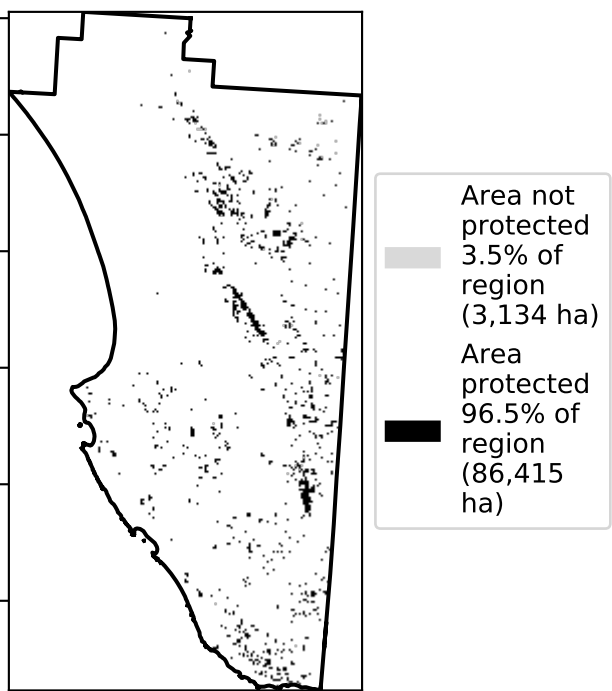 Area not
protected
3.5% of
region
(3,134 ha)
Area
protected
96.5% of
region
(86,415
ha)